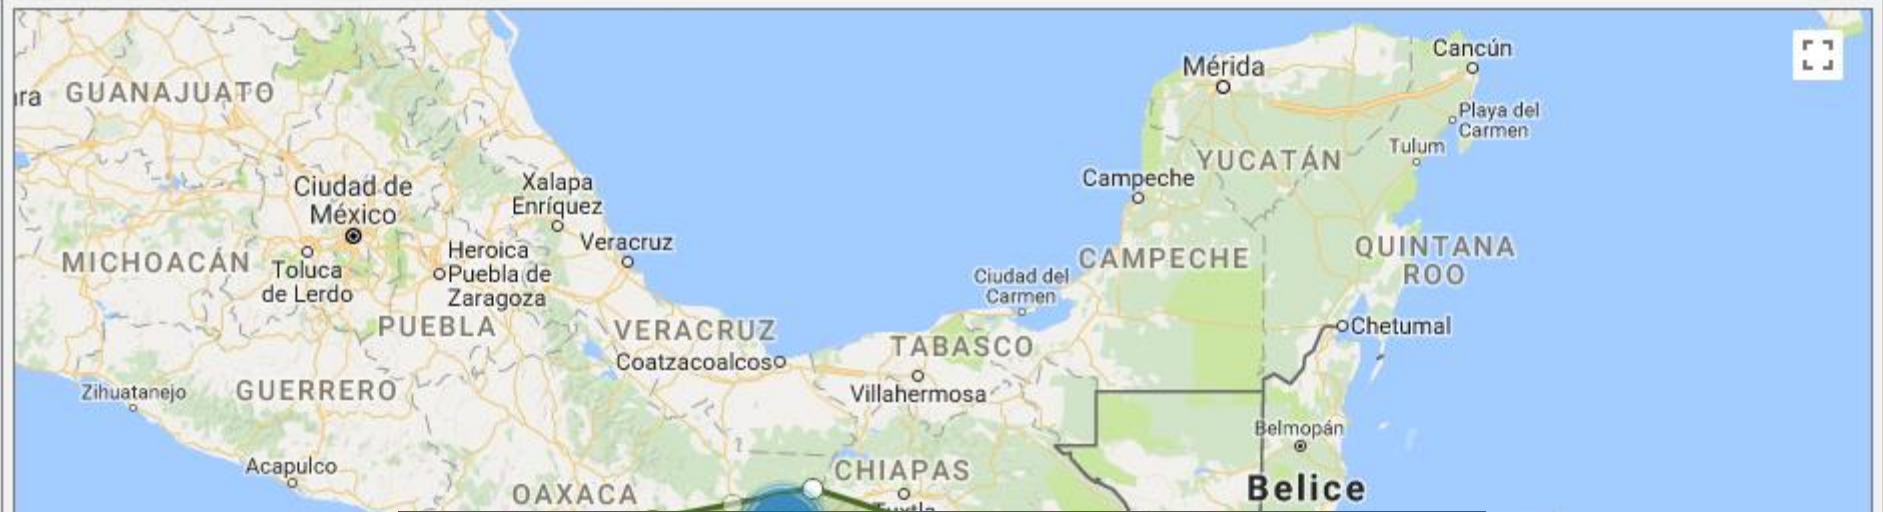 Cancún
Mérida
ra GUANAJUATO
Playa del
Carmen
Tulum
YUCATÁN
Ciudad de
México
Xalapa
Enríquez
Campeche
Veracruz
Heroica
Puebla de
Zaragoza
MICHOACÁN
Toluca
de Lerdo
CAMPECHE
QUINTANA
ROO
Ciudad del
Carmen
PUEBLA
VERACRUZ
Chetumal
TABASCO
Coatzacoalcos
Zihuatanejo
GUERRERO
Villahermosa
Belmopán
Acapulco
CHIAPAS
OAXACA
Belice
Tuxtla